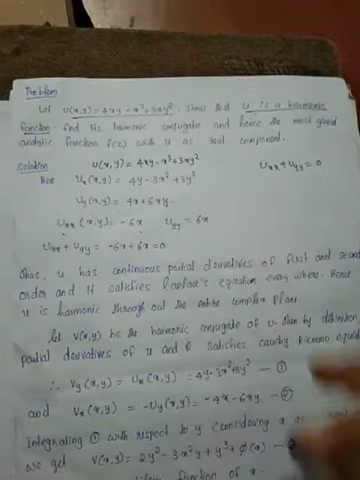 Problem
Let u(x,y) = 4xy - x³ + 3xy². Show that u is a harmonic
function. find its harmonic conjugate and hence the most general
analytic function f(z) with u as real component.
Solution u(x,y) = 4xy - x³ + 3xy² Uxx + Uyy = 0
Here Ux(x,y) = 4y - 3x² + 3y²
Uy(x,y) = 4x + 6xy
Uxx(x,y) = -6x Uyy = 6x
Uxx + Uyy = -6x + 6x = 0
Thus, u has continuous partial derivatives of first and second
order and it satisfies Laplace's equation every where. Hence
u is harmonic through out the entire complex plane.
Let V(x,y) be the harmonic conjugate of u. Then by definition,
partial derivatives of u and satisfies Cauchy Riemann
∴ Vy(x,y) = Ux(x,y) = 4y - 3x² + 3y² — ①
and Vx(x,y) = -Uy(x,y) = -4x - 6xy — ②
Integrating ① with respect to y considering x as
we get V(x,y) = 2y² - 3x²y + y³ + φ(x) —
function of x.